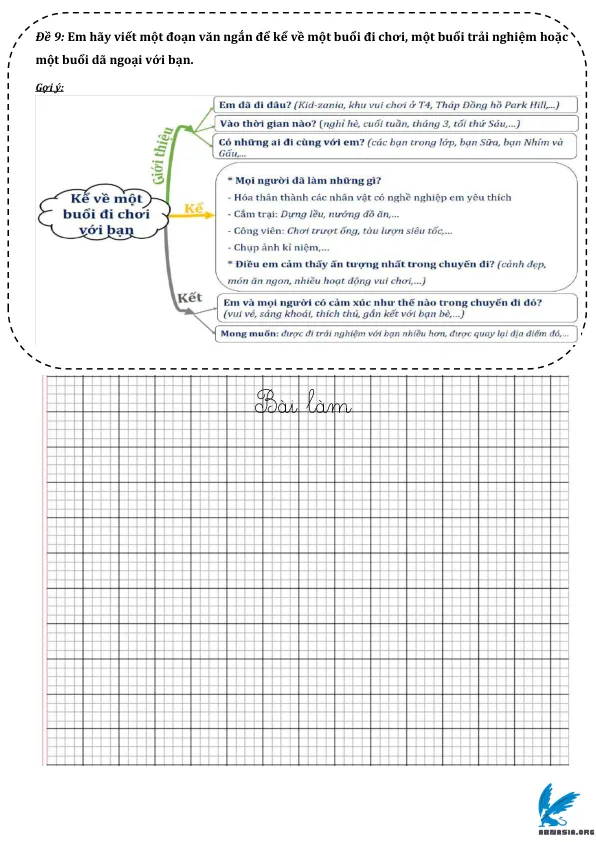 Đề 9: Em hãy viết một đoạn văn ngắn để kể về một buổi đi chơi, một buổi trải nghiệm hoặc
một buổi dã ngoại với bạn.
Gợi ý:
Giới thiệu
Em đã đi đâu? (Kid-zania, khu vui chơi ở T4, Tháp Đồng hồ Park Hill,...)
Vào thời gian nào? (nghỉ hè, cuối tuần, tháng 3, tối thứ Sáu,...)
Có những ai đi cùng với em? (các bạn trong lớp, bạn Sữa, bạn Nhím và
Gấu,...
Kể về một
buổi đi chơi
với bạn
Kể
* Mọi người đã làm những gì?
- Hóa thân thành các nhân vật có nghề nghiệp em yêu thích
- Cắm trại: Dựng lều, nướng đồ ăn,...
- Công viên: Chơi trượt ống, tàu lượn siêu tốc,...
- Chụp ảnh kỉ niệm,...
* Điều em cảm thấy ấn tượng nhất trong chuyến đi? (cảnh đẹp,
món ăn ngon, nhiều hoạt động vui chơi,...)
Kết
Em và mọi người có cảm xúc như thế nào trong chuyến đi đó?
(vui vẻ, sảng khoái, thích thú, gắn kết với bạn bè,...)
Mong muốn: được đi trải nghiệm với bạn nhiều hơn, được quay lại địa điểm đó,...
Bài làm
ABNASIA.ORG